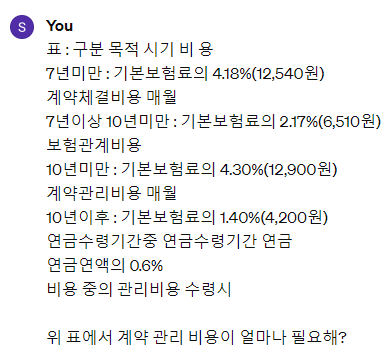 S You
표 : 구분 목적 시기 비 용
7년미만 : 기본보험료의 4.18%(12,540원)
계약체결비용 매월
7년이상 10년미만 : 기본보험료의 2.17%(6,510원)
보험관계비용
10년미만 : 기본보험료의 4.30%(12,900원)
계약관리비용 매월
10년이후 : 기본보험료의 1.40%(4,200원)
연금수령기간중 연금수령기간 연금
연금연액의 0.6%
비용 중의 관리비용 수령시
위 표에서 계약 관리 비용이 얼마나 필요해?